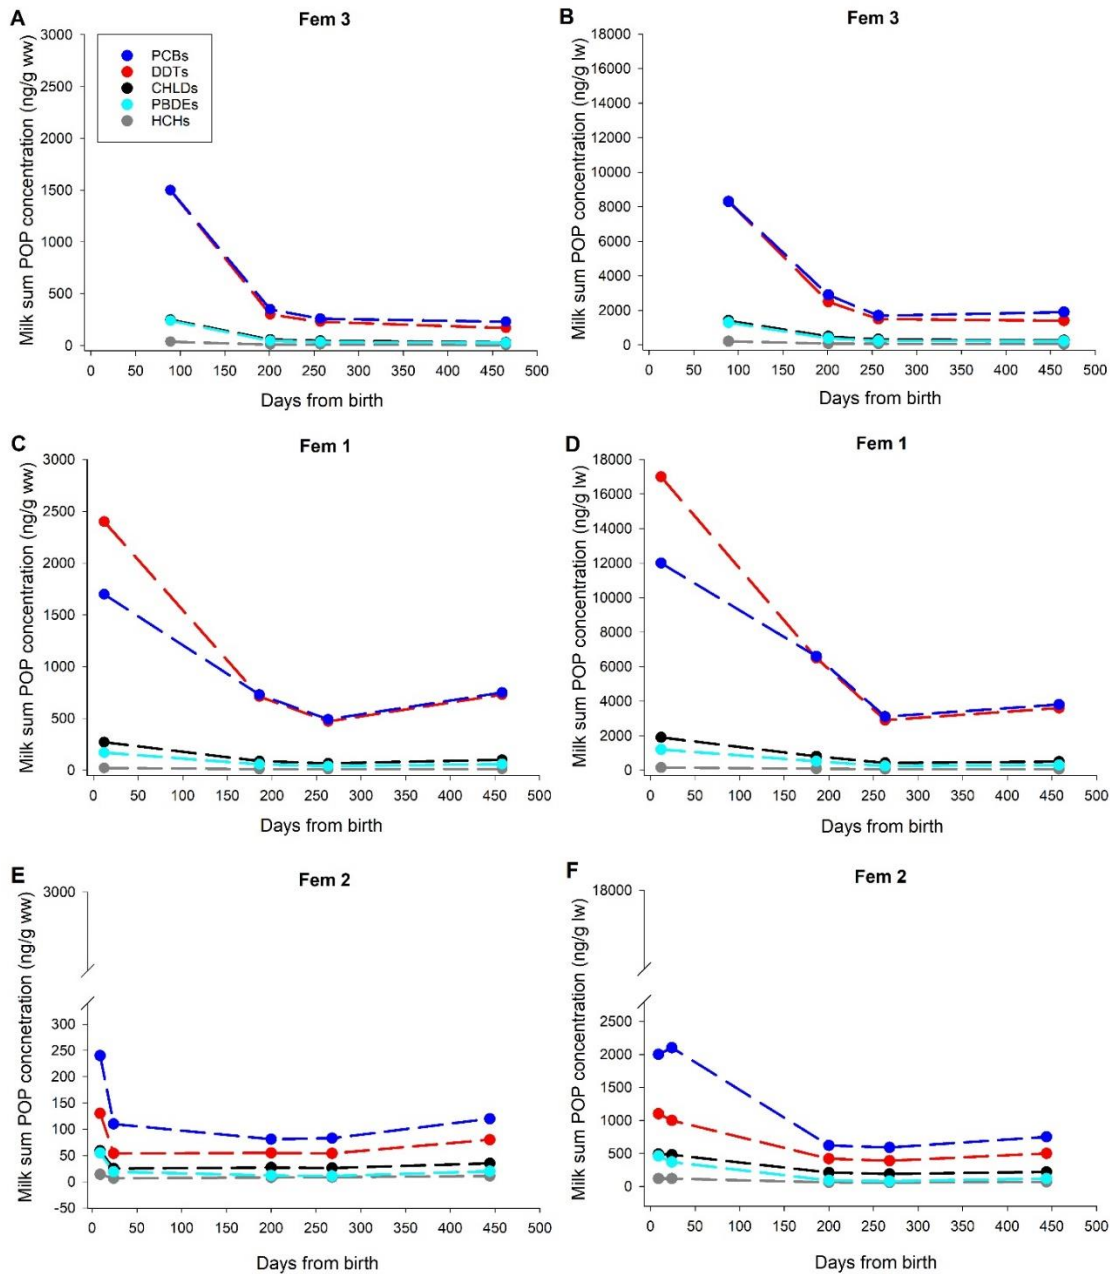 A
Fem 3
Milk sum POP concentration (ng/g ww)
3000
2500
2000
1500
1000
500
0
PCBs
DDTs
CHLDs
PBDEs
HCHs
0 50 100 150 200 250 300 350 400 450 500
Days from birth
B
Fem 3
Milk sum POP concentration (ng/g lw)
18000
16000
14000
12000
10000
8000
6000
4000
2000
0
0 50 100 150 200 250 300 350 400 450 500
Days from birth
C
Fem 1
Milk sum POP concentration (ng/g ww)
3000
2500
2000
1500
1000
500
0
0 50 100 150 200 250 300 350 400 450 500
Days from birth
D
Fem 1
Milk sum POP concentration (ng/g lw)
18000
16000
14000
12000
10000
8000
6000
4000
2000
0
0 50 100 150 200 250 300 350 400 450 500
Days from birth
E
Fem 2
Milk sum POP concnetration (ng/g ww)
3000
300
250
200
150
100
50
0
-50
0 50 100 150 200 250 300 350 400 450 500
Days from birth
F
Fem 2
Milk sum POP concentration (ng/g lw)
18000
2500
2000
1500
1000
500
0
0 50 100 150 200 250 300 350 400 450 500
Days from birth